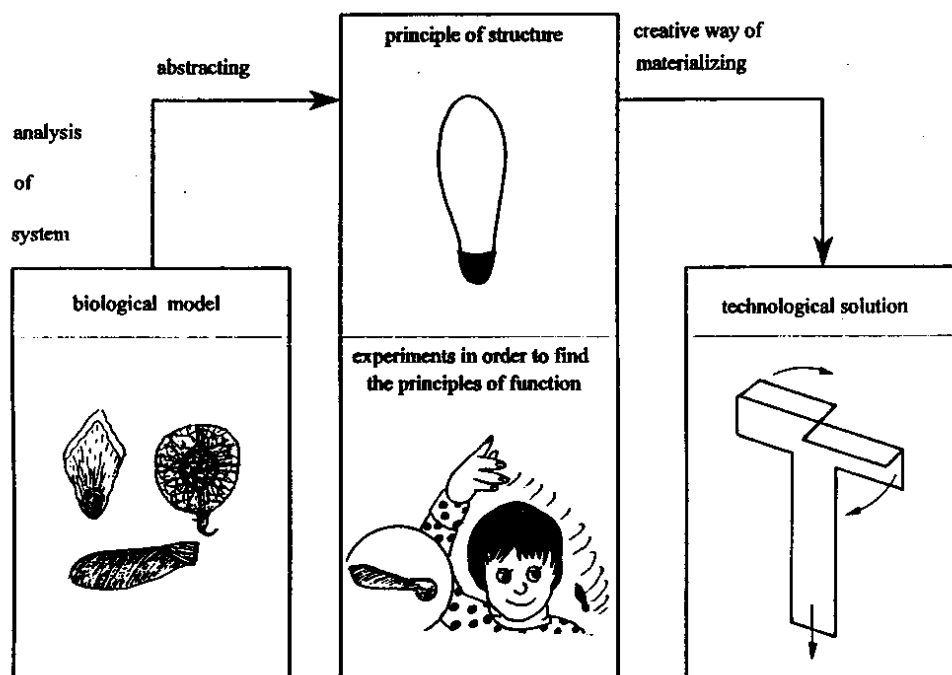 analysis
of
system
abstracting
biological model
principle of structure
experiments in order to find
the principles of function
creative way of
materializing
technological solution